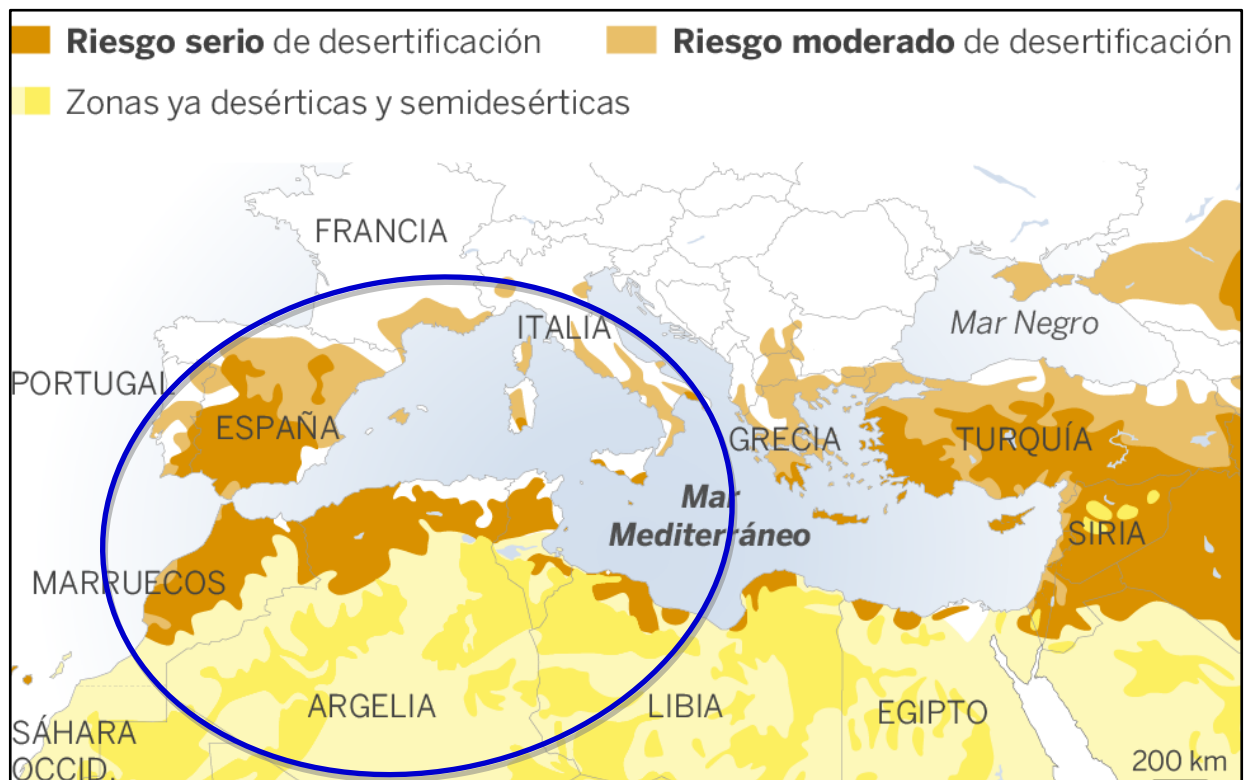 Riesgo serio de desertificación
Riesgo moderado de desertificación
Zonas ya desérticas y semidesérticas
FRANCIA
ITALIA
Mar Negro
PORTUGAL
ESPAÑA
GRECIA
TURQUÍA
Mar
Mediterráneo
SIRIA
MARRUECOS
ARGELIA
LIBIA
EGIPTO
SÁHARA
OCCID.
200 km